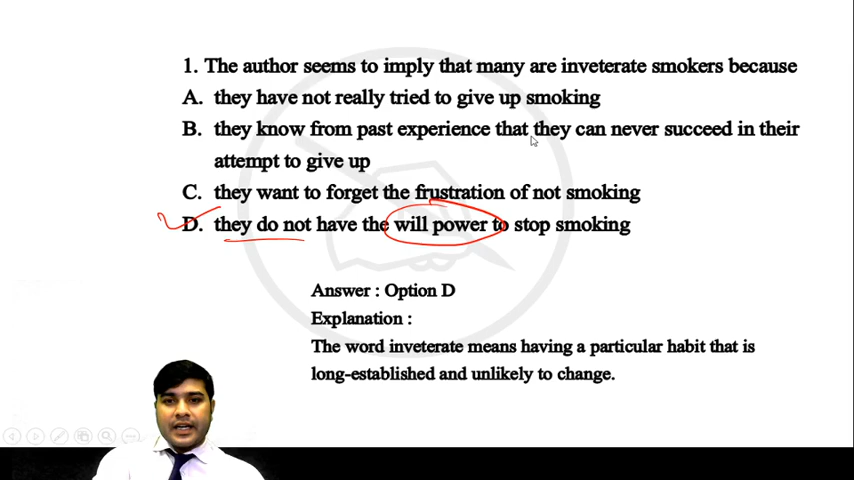 1. The author seems to imply that many are inveterate smokers because
A. they have not really tried to give up smoking
B. they know from past experience that they can never succeed in their
attempt to give up
C. they want to forget the frustration of not smoking
D. they do not have the will power to stop smoking
Answer : Option D
Explanation :
The word inveterate means having a particular habit that is
long-established and unlikely to change.